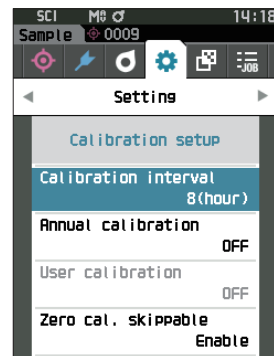 SCI M 14:18
Sample 0009
-JOB
Setting
Calibration setup
Calibration interval
8(hour)
Annual calibration
OFF
User calibration
OFF
Zero cal. skippable
Enable